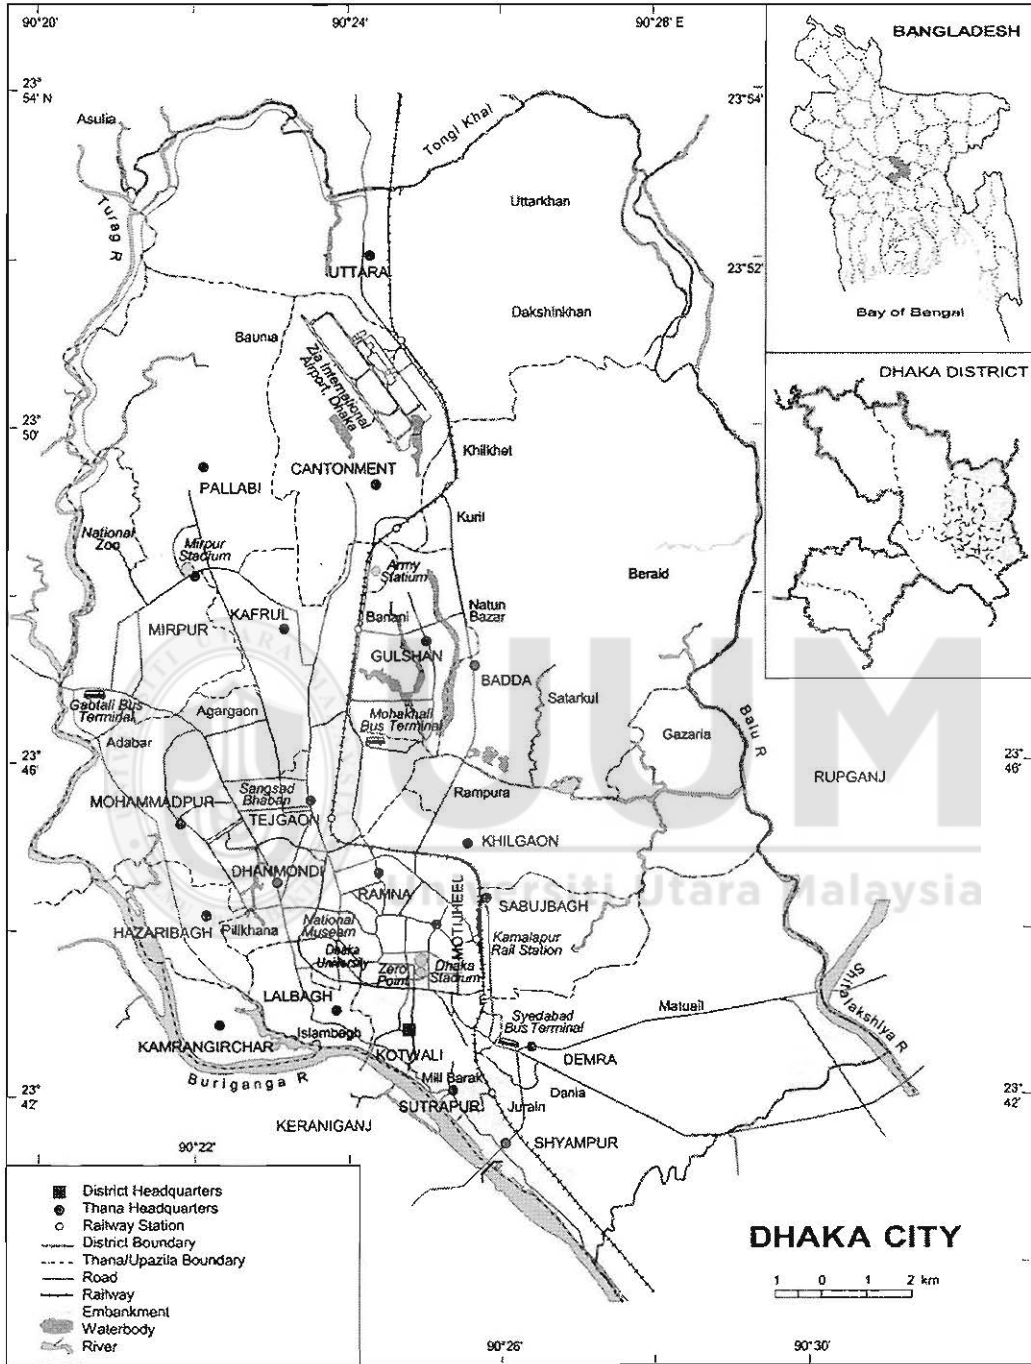 90°20'
90°24'
90°28' E
BANGLADESH
23°
54' N
23°54'
Asulia
Tongi Khal
Turag R
Uttarkhan
UTTARA
23°52'
Dakshinkhan
Bay of Bengal
Baunia
Zia International
Airport, Dhaka
DHAKA DISTRICT
23°
50'
Khilkhet
CANTONMENT
PALLABI
Kuril
National
Zoo
Mirpur
Stadium
Army
Statium
Beraid
KAFRUL
Banani
Natun
Bazar
MIRPUR
GULSHAN
BADDA
Gabtali Bus
Terminal
Agargaon
Mohakhali
Bus Terminal
Satarkul
Adabar
Gazaria
Balu R
23°
46'
23°
46'
RUPGANJ
Sangsad
Bhaban
Rampura
MOHAMMADPUR
TEJGAON
KHILGAON
DHANMONDI
RAMNA
MOTIJHEEL
SABUJBAGH
UUM
Universiti Utara Malaysia
HAZARIBAGH
Pilkhana
National
Museam
Kamalapur
Rail Station
Dhaka
University
Zero
Point
Dhaka
Stadium
LALBAGH
Matuail
Shitalakshiya R
Syedabad
Bus Terminal
KAMRANGIRCHAR
Islambagh
KOTWALI
DEMRA
Buriganga R
Mill Barak
Dania
23°
42'
23°
42'
SUTRAPUR
Jurain
KERANIGANJ
SHYAMPUR
90°22'
District Headquarters
Thana Headquarters
Railway Station
District Boundary
Thana/Upazila Boundary
Road
Railway
Embankment
Waterbody
River
DHAKA CITY
1 0 1 2 km
90°26'
90°30'